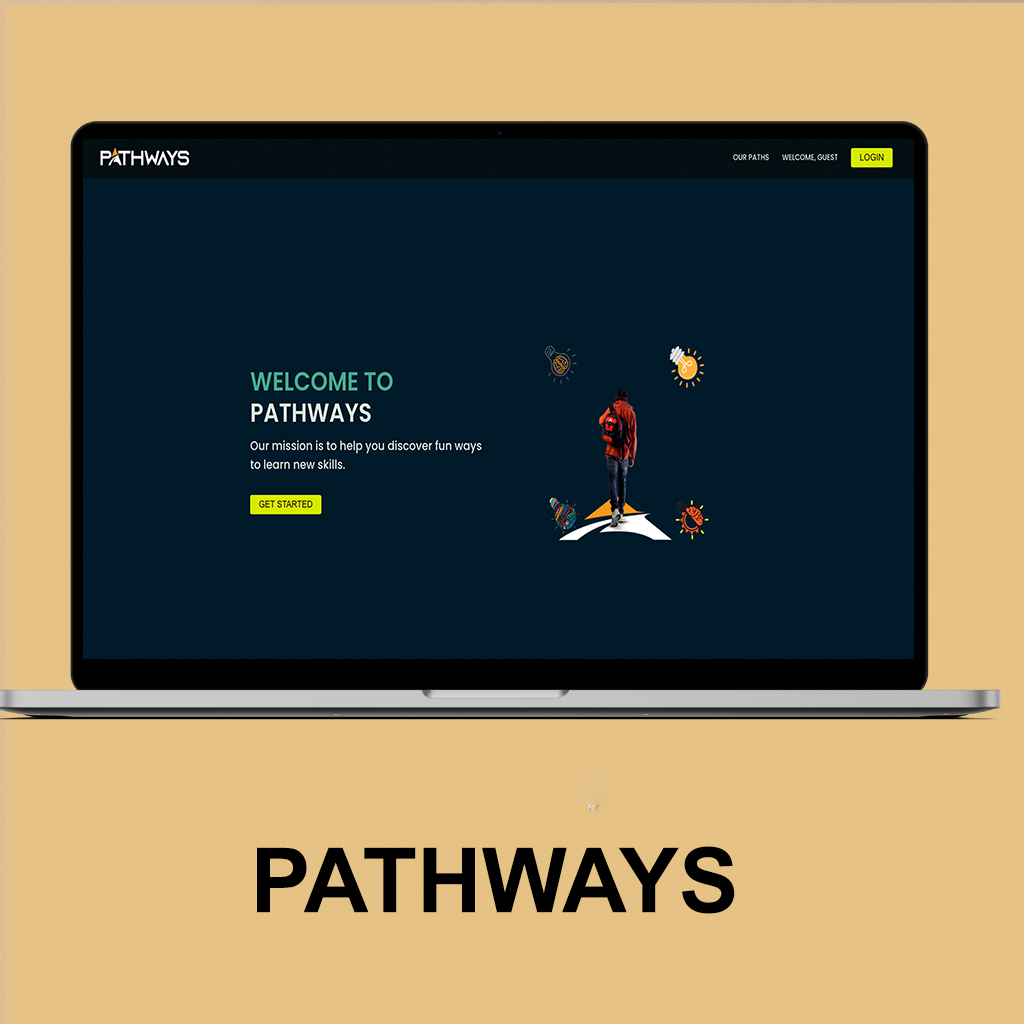 PATHWAYS
OUR PATHS
WELCOME, GUEST
LOGIN
WELCOME TO
PATHWAYS
Our mission is to help you discover fun ways
to learn new skills.
GET STARTED
PATHWAYS